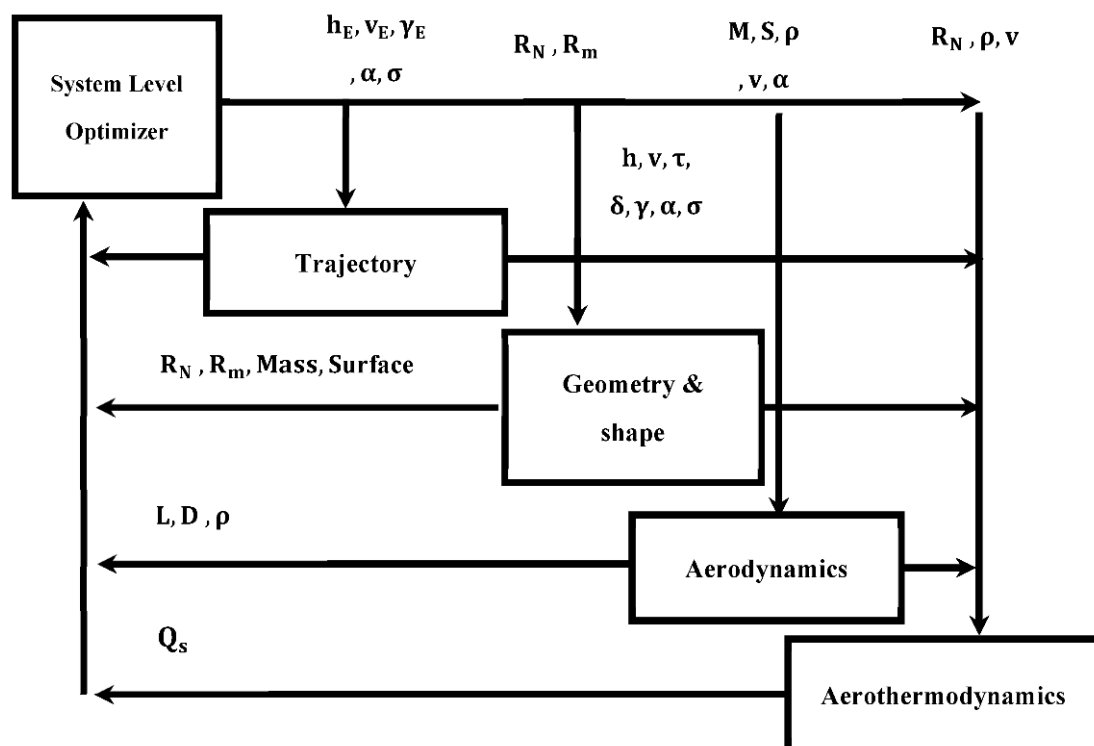 h_E, v_E, γ_E
, α, σ
R_N , R_m
M, S, ρ
, v, α
R_N, ρ, v
System Level
Optimizer
h, v, τ,
δ, γ, α, σ
Trajectory
R_N , R_m, Mass, Surface
Geometry &
shape
L, D , ρ
Aerodynamics
Q_s
Aerothermodynamics